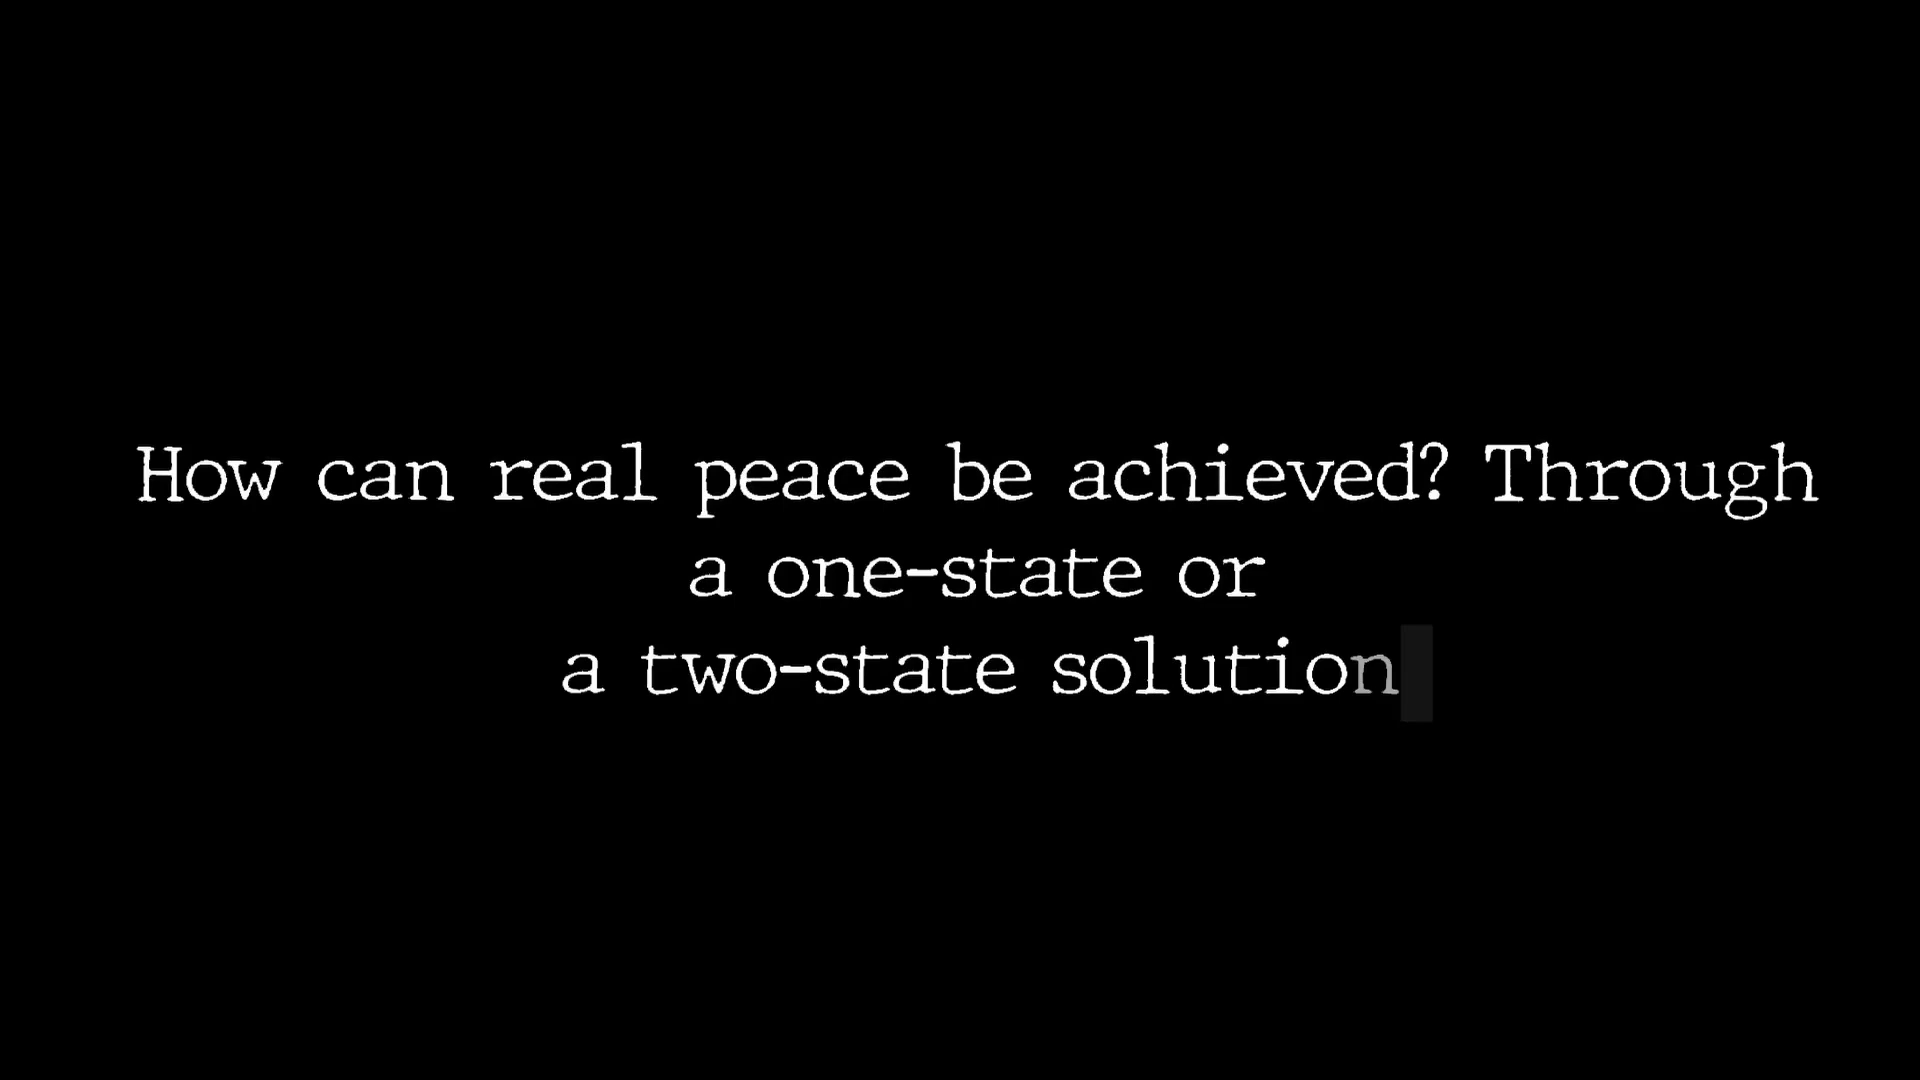 How can real peace be achieved? Through
a one-state or
a two-state solution